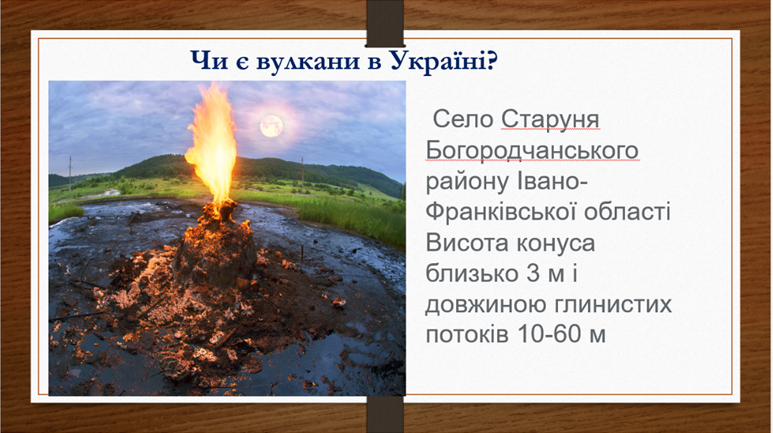 Чи є вулкани в Україні?
Село Старуня
Богородчанського
району Івано-
Франківської області
Висота конуса
близько 3 м і
довжиною глинистих
потоків 10-60 м